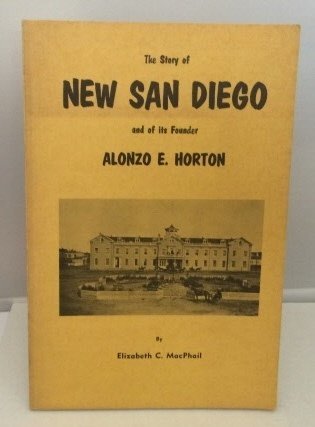 The Story of
NEW SAN DIEGO
and of its Founder
ALONZO E. HORTON
By
Elizabeth C. MacPhail